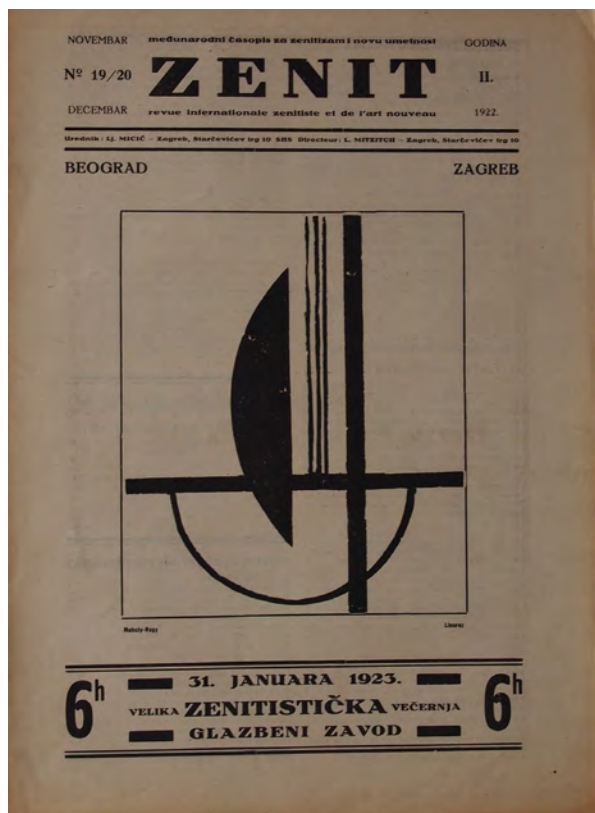 NOVEMBAR
međunarodni časopis za zenitizam i novu umetnost
GODINA
Nº 19/20
ZENIT
II.
DECEMBAR
revue internationale zenitiste et de l'art nouveau
1922.
Urednik: LJ. MICIĆ – Zagreb, Starčevićev trg 10 SHS Directeur: L. MITZITCH – Zagreb, Starčevićev trg 10
BEOGRAD
ZAGREB
Moholy-Nagy
Linorez
6h
31. JANUARA 1923.
VELIKA ZENITISTIČKA VEČERNJA
GLAZBENI ZAVOD
6h